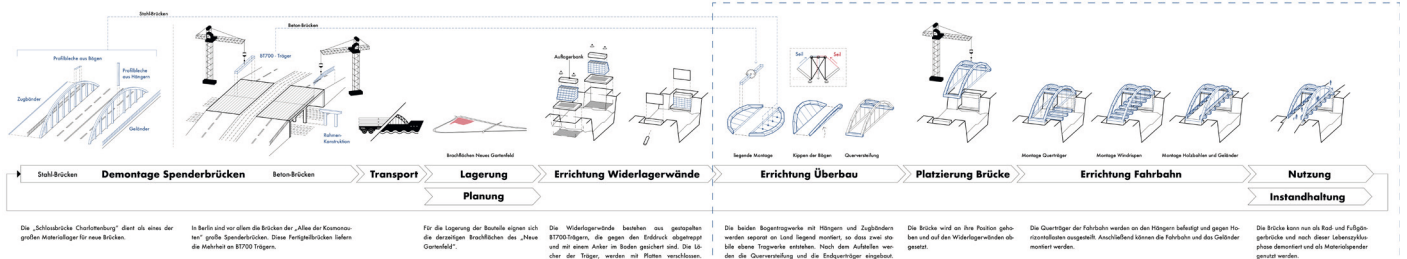 Stahlbrücken
Beton-Brücken
Profilbleche aus Bögen
Profilbleche
aus Hängern
Zugbänder
Geländer
BT700 - Träger
Rahmen-
Konstruktion
Auflagerbank
Seil
Seil
Brachflächen Neues Gartenfeld
liegende Montage
Kippen der Bögen
Querversteifung
Montage Querträger
Montage Windrispen
Montage Holzbohlen und Geländer
Stahl-Brücken
Demontage Spenderbrücken
Beton-Brücken
Transport
Lagerung
Errichtung Widerlagerwände
Errichtung Überbau
Platzierung Brücke
Errichtung Fahrbahn
Nutzung
Planung
Instandhaltung
Die „Schlossbrücke Charlottenburg" dient als eines der
großen Materiallager für neue Brücken.
In Berlin sind vor allem die Brücken der „Allee der Kosmonau-
ten" große Spenderbrücken. Diese Fertigteilbrücken liefern
die Mehrheit an BT700 Trägern.
Für die Lagerung der Bauteile eignen sich
die derzeitigen Brachflächen des „Neue
Gartenfeld".
Die Widerlagerwände bestehen aus gestapelten
BT700-Trägern, die gegen den Erddruck abgetreppt
und mit einem Anker im Boden gesichert sind. Die Lö-
cher der Träger, werden mit Platten verschlossen.
Die beiden Bogentragwerke mit Hängern und Zugbändern
werden separat an Land liegend montiert, so dass zwei sta-
bile ebene Tragwerke entstehen. Nach dem Aufstellen wer-
den die Querversteifung und die Endquerträger eingebaut.
Die Brücke wird an ihre Position geho-
ben und auf den Widerlagerwänden ab-
gesetzt.
Die Querträger der Fahrbahn werden an den Hängern befestigt und gegen Ho-
rizontallasten ausgesteift. Anschließend können die Fahrbahn und das Geländer
montiert werden.
Die Brücke kann nun als Rad- und Fußgän-
gerbrücke und nach dieser Lebenszyklus-
phase demontiert und als Materialspender
genutzt werden.